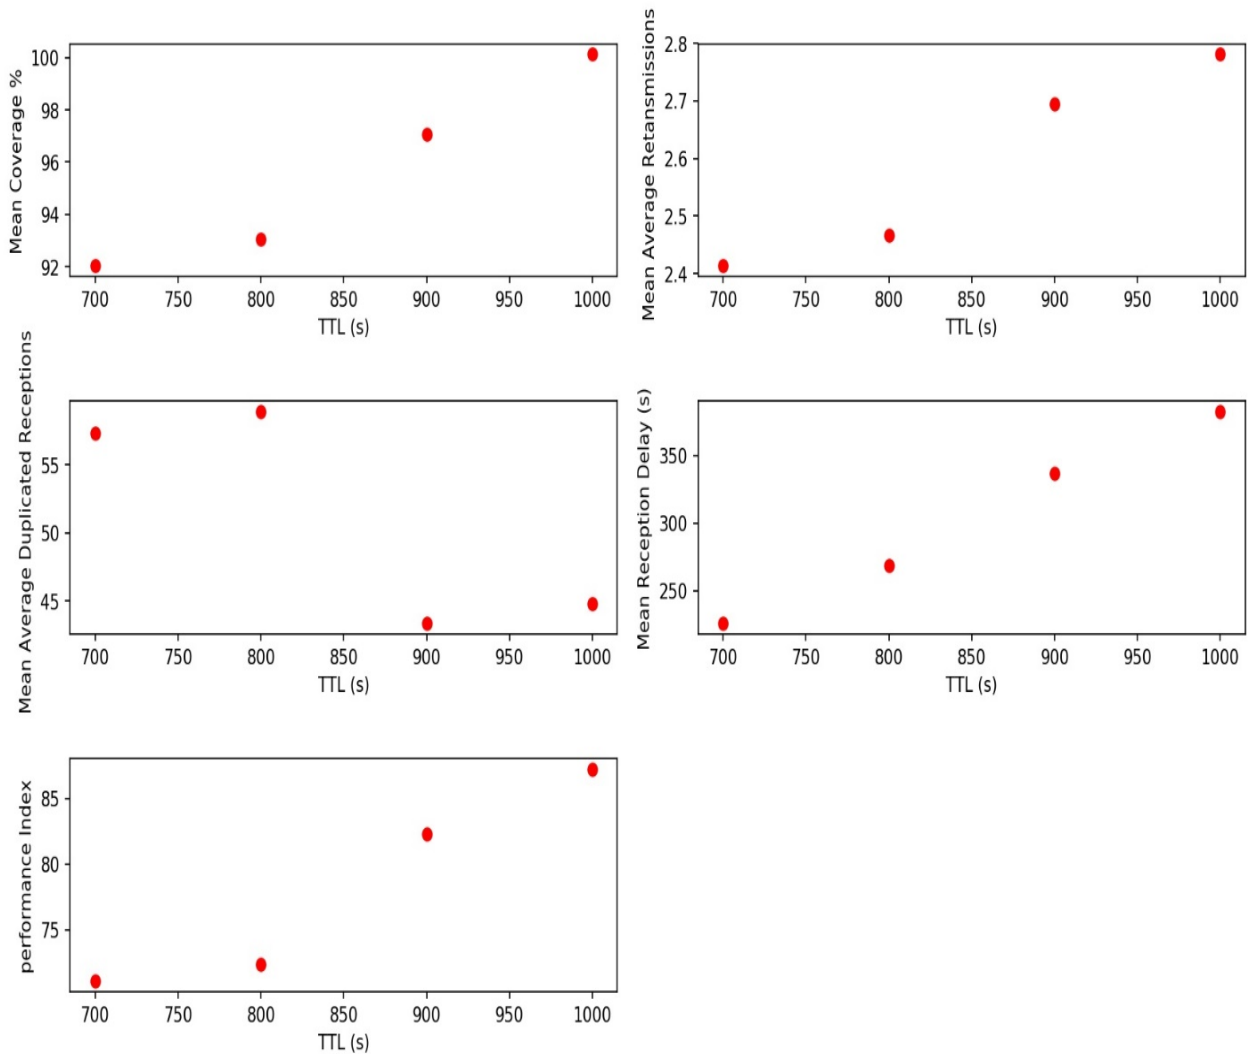 Mean Coverage %
100
98
96
94
92
700 750 800 850 900 950 1000
TTL (s)
Mean Average Retansmissions
2.8
2.7
2.6
2.5
2.4
700 750 800 850 900 950 1000
TTL (s)
Mean Average Duplicated Receptions
55
50
45
700 750 800 850 900 950 1000
TTL (s)
Mean Reception Delay (s)
350
300
250
700 750 800 850 900 950 1000
TTL (s)
performance Index
85
80
75
700 750 800 850 900 950 1000
TTL (s)